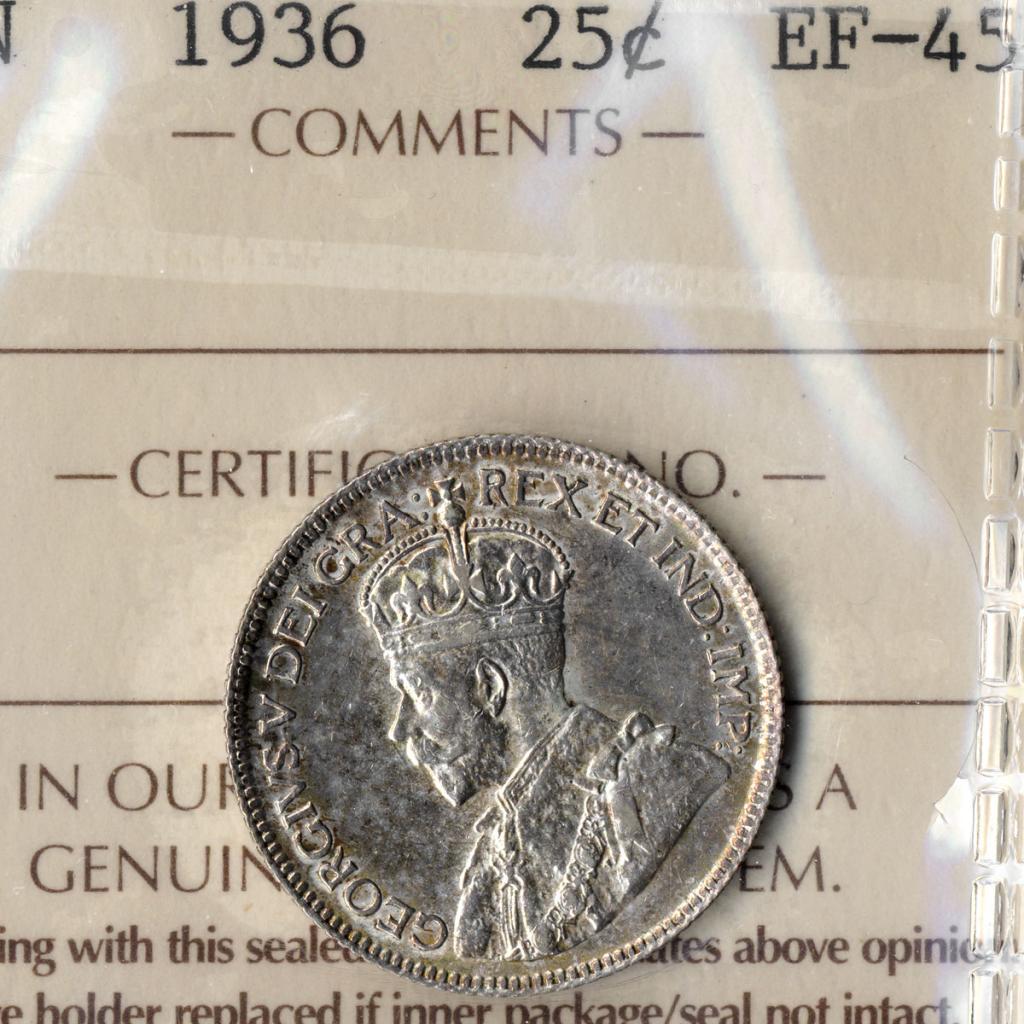 N 1936 25¢ EF-45
— COMMENTS —
— CERTIFIC NO. —
GEORGIVS V DEI GRA: REX ET IND: IMP:
IN OUR S A
GENUIN EM.
ing with this sealed ates above opinion.
e holder replaced if inner package/seal not intact.